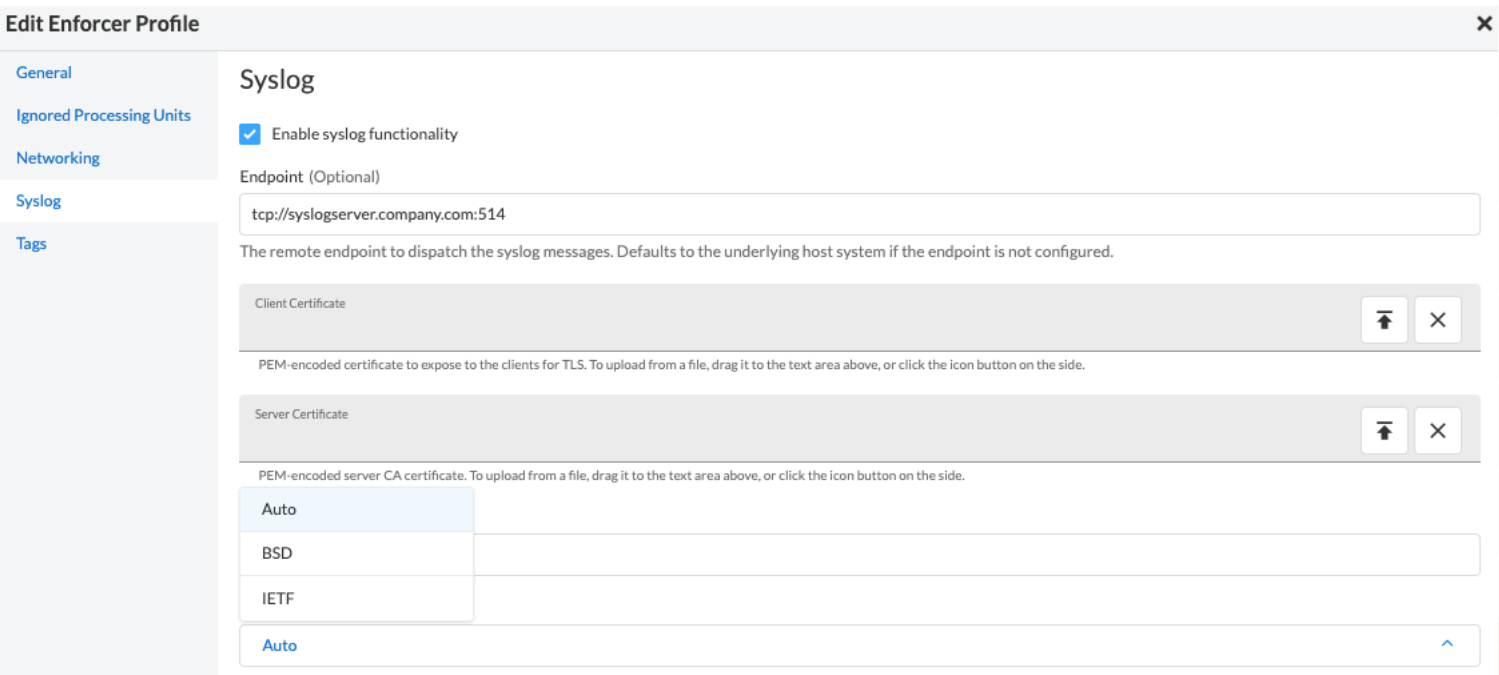 Edit Enforcer Profile
General
Ignored Processing Units
Networking
Syslog
Tags
Syslog
Enable syslog functionality
Endpoint (Optional)
tcp://syslogserver.company.com:514
The remote endpoint to dispatch the syslog messages. Defaults to the underlying host system if the endpoint is not configured.
Client Certificate
PEM-encoded certificate to expose to the clients for TLS. To upload from a file, drag it to the text area above, or click the icon button on the side.
Server Certificate
PEM-encoded server CA certificate. To upload from a file, drag it to the text area above, or click the icon button on the side.
Auto
BSD
IETF
Auto